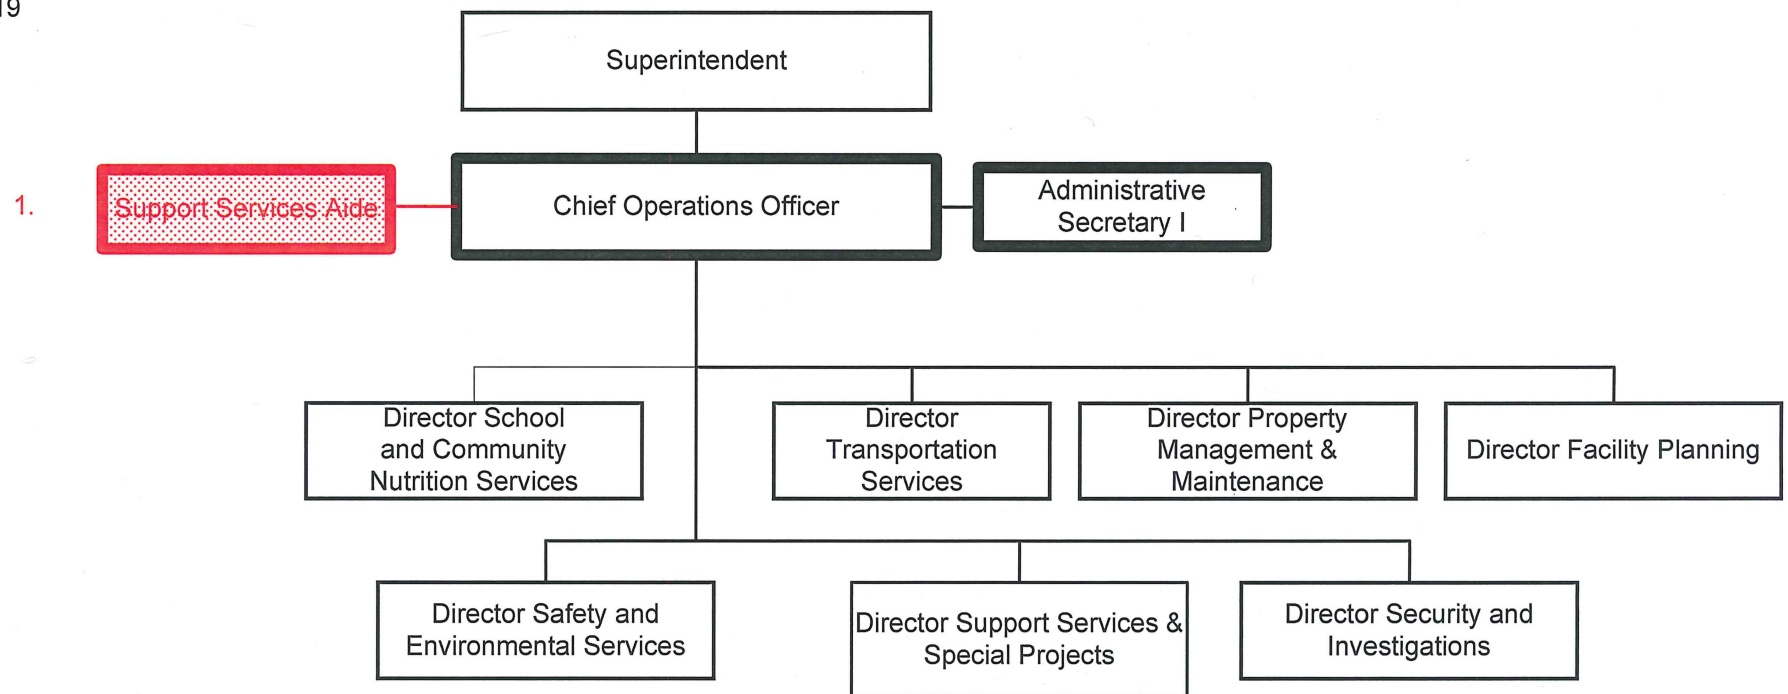 19
Superintendent
1.
Support Services Aide
Chief Operations Officer
Administrative
Secretary I
Director School
and Community
Nutrition Services
Director
Transportation
Services
Director Property
Management &
Maintenance
Director Facility Planning
Director Safety and
Environmental Services
Director Support Services &
Special Projects
Director Security and
Investigations